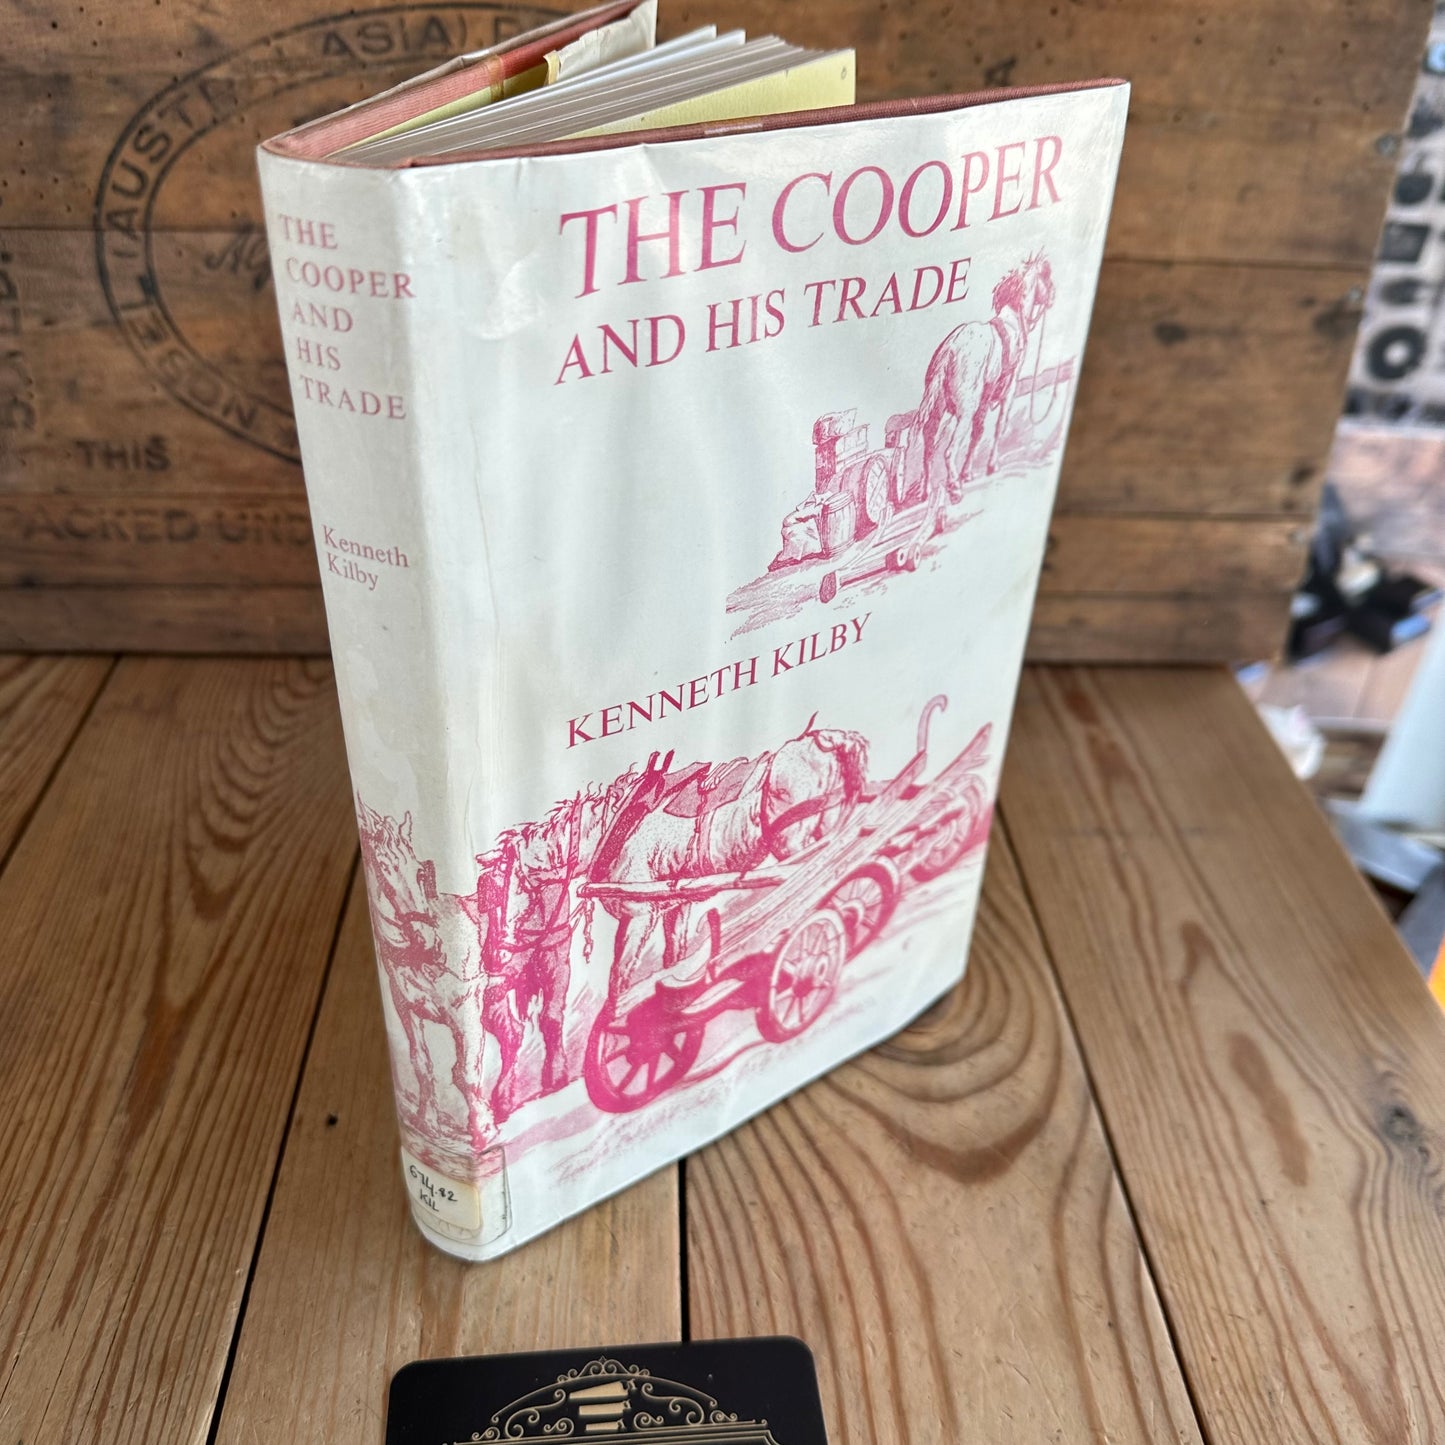 THE COOPER
AND HIS TRADE
KENNETH KILBY
THE
COOPER
AND
HIS
TRADE
Kenneth
Kilby
674.82
KIL
ASIA)
THIS